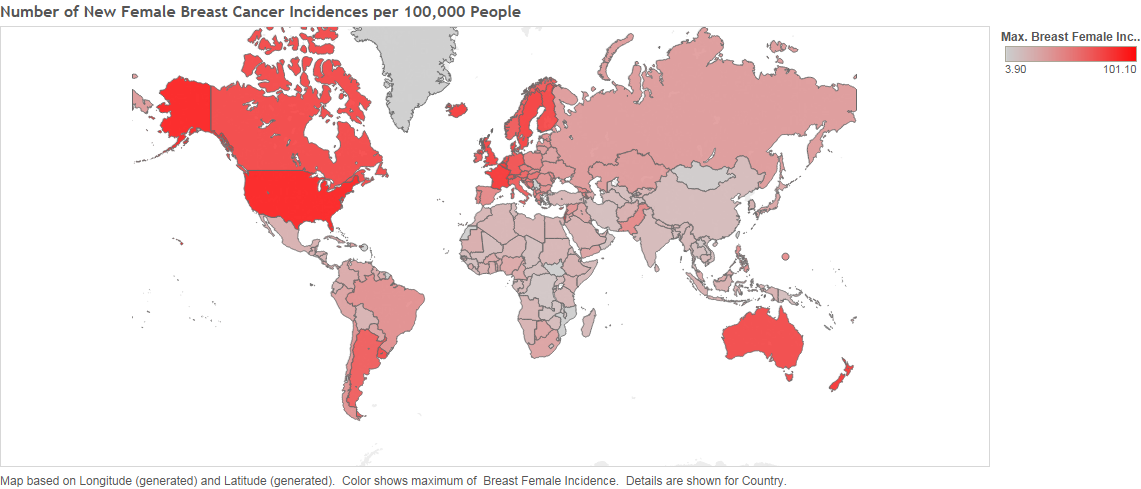 Number of New Female Breast Cancer Incidences per 100,000 People
Max. Breast Female Inc..
3.90 101.10
Map based on Longitude (generated) and Latitude (generated).  Color shows maximum of  Breast Female Incidence.  Details are shown for Country.